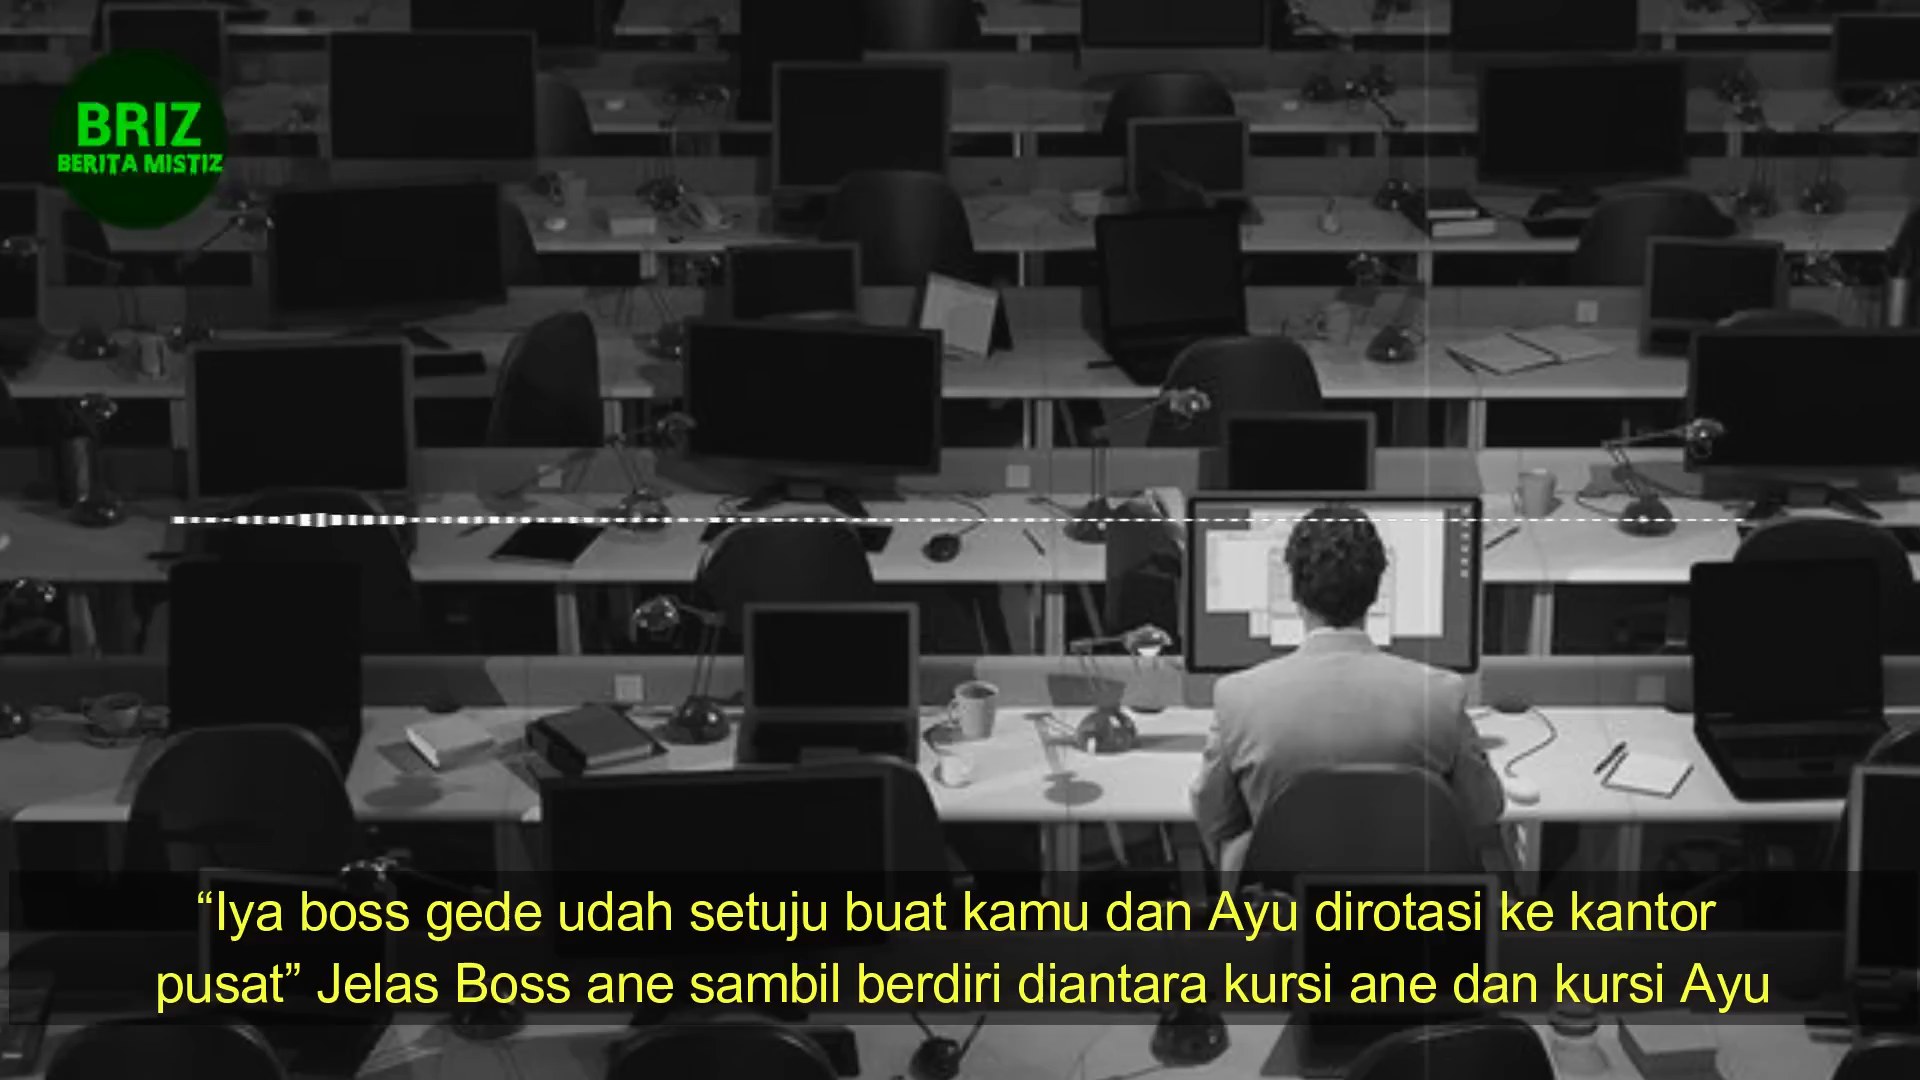 BRIZ
BERITA MISTIZ
“Iya boss gede udah setuju buat kamu dan Ayu dirotasi ke kantor
pusat” Jelas Boss ane sambil berdiri diantara kursi ane dan kursi Ayu